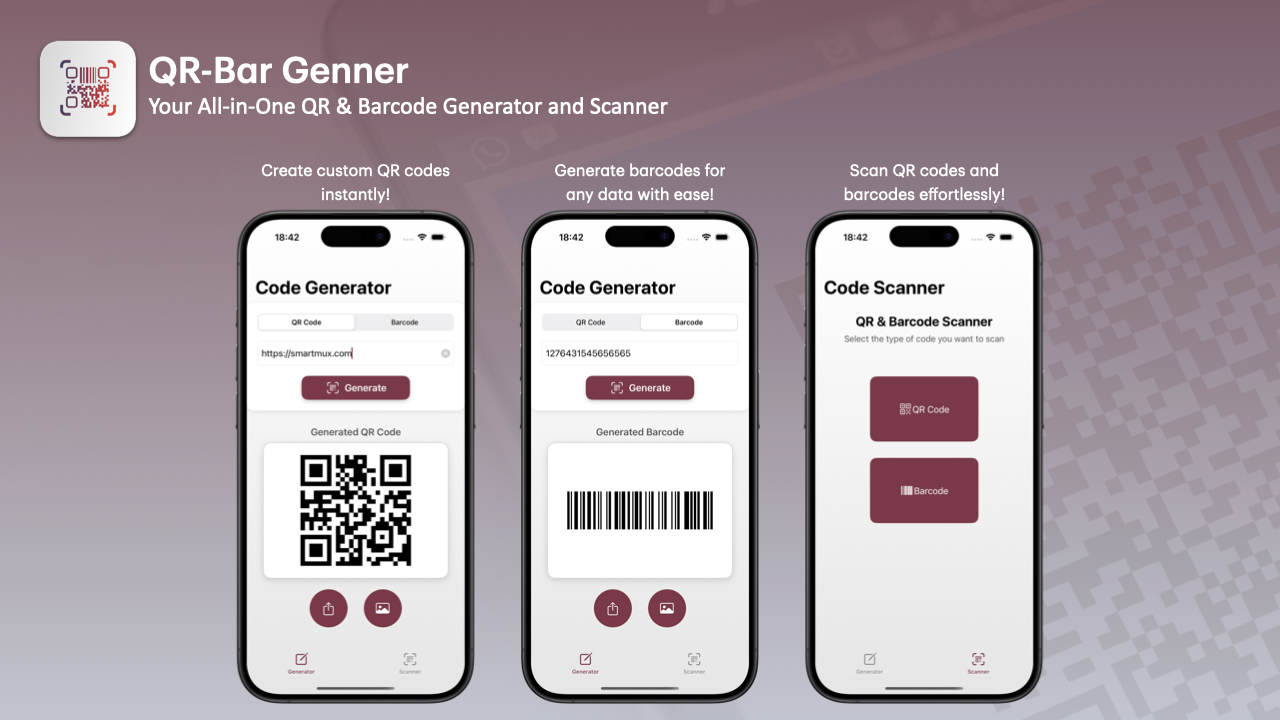 QR-Bar Genner
Your All-in-One QR & Barcode Generator and Scanner
Create custom QR codes
instantly!
18:42
Code Generator
QR Code
Barcode
https://smartmux.com
Generate
Generated QR Code
Generator
Scanner
Generate barcodes for
any data with ease!
18:42
Code Generator
QR Code
Barcode
1276431545656565
Generate
Generated Barcode
Generator
Scanner
Scan QR codes and
barcodes effortlessly!
18:42
Code Scanner
QR & Barcode Scanner
Select the type of code you want to scan
QR Code
Barcode
Generator
Scanner